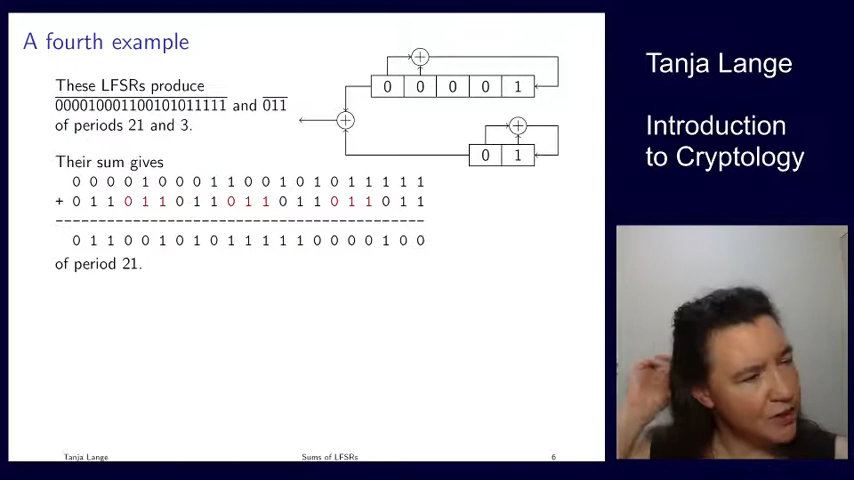 A fourth example
These LFSRs produce
000010001100101011111 and 011
of periods 21 and 3.
0 0 0 0 1
0 1
Their sum gives
0 0 0 0 1 0 0 0 1 1 0 0 1 0 1 0 1 1 1 1 1
+ 0 1 1 0 1 1 0 1 1 0 1 1 0 1 1 0 1 1 0 1 1
0 1 1 0 0 1 0 1 0 1 1 1 1 1 0 0 0 0 1 0 0
of period 21.
Tanja Lange
Sums of LFSRs
6
Tanja Lange
Introduction
to Cryptology